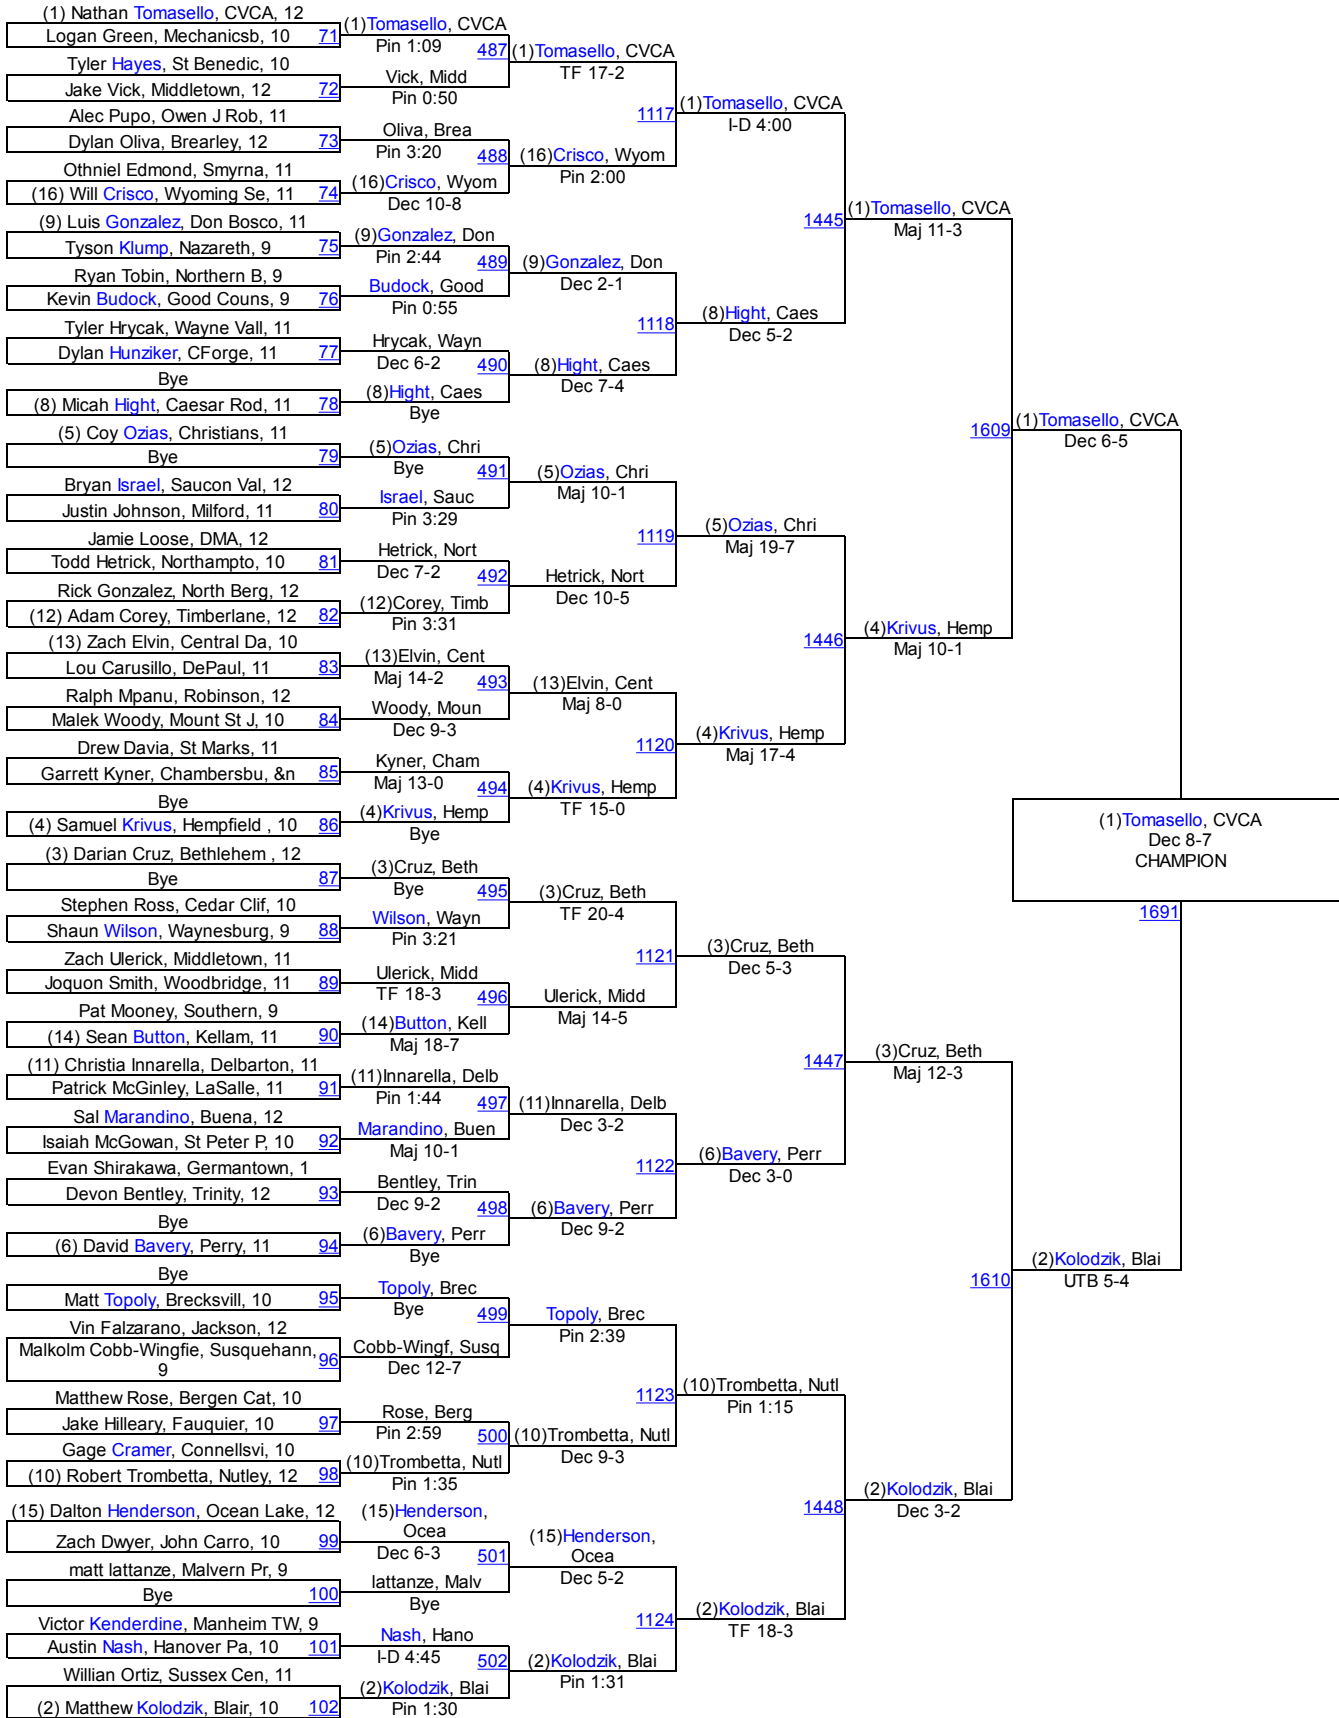 (1) Nathan Tomasello, CVCA, 12
Logan Green, Mechanicsb, 10 71
Tyler Hayes, St Benedic, 10
Jake Vick, Middletown, 12 72
Alec Pupo, Owen J Rob, 11
Dylan Oliva, Brearley, 12 73
Othniel Edmond, Smyrna, 11
(16) Will Crisco, Wyoming Se, 11 74
(9) Luis Gonzalez, Don Bosco, 11
Tyson Klump, Nazareth, 9 75
Ryan Tobin, Northern B, 9
Kevin Budock, Good Couns, 9 76
Tyler Hrycak, Wayne Vall, 11
Dylan Hunziker, CForge, 11 77
Bye
(8) Micah Hight, Caesar Rod, 11 78
(5) Coy Ozias, Christians, 11
Bye 79
Bryan Israel, Saucon Val, 12
Justin Johnson, Milford, 11 80
Jamie Loose, DMA, 12
Todd Hetrick, Northampto, 10 81
Rick Gonzalez, North Berg, 12
(12) Adam Corey, Timberlane, 12 82
(13) Zach Elvin, Central Da, 10
Lou Carusillo, DePaul, 11 83
Ralph Mpanu, Robinson, 12
Malek Woody, Mount St J, 10 84
Drew Davia, St Marks, 11
Garrett Kyner, Chambersbu, &n 85
Bye
(4) Samuel Krivus, Hempfield , 10 86
(3) Darian Cruz, Bethlehem , 12
Bye 87
Stephen Ross, Cedar Clif, 10
Shaun Wilson, Waynesburg, 9 88
Zach Ulerick, Middletown, 11
Joquon Smith, Woodbridge, 11 89
Pat Mooney, Southern, 9
(14) Sean Button, Kellam, 11 90
(11) Christia Innarella, Delbarton, 11
Patrick McGinley, LaSalle, 11 91
Sal Marandino, Buena, 12
Isaiah McGowan, St Peter P, 10 92
Evan Shirakawa, Germantown, 1
Devon Bentley, Trinity, 12 93
Bye
(6) David Bavery, Perry, 11 94
Bye
Matt Topoly, Brecksvill, 10 95
Vin Falzarano, Jackson, 12
Malkolm Cobb-Wingfie, Susquehann,
9 96
Matthew Rose, Bergen Cat, 10
Jake Hilleary, Fauquier, 10 97
Gage Cramer, Connellsvi, 10
(10) Robert Trombetta, Nutley, 12 98
(15) Dalton Henderson, Ocean Lake, 12
Zach Dwyer, John Carro, 10 99
matt lattanze, Malvern Pr, 9
Bye 100
Victor Kenderdine, Manheim TW, 9
Austin Nash, Hanover Pa, 10 101
Willian Ortiz, Sussex Cen, 11
(2) Matthew Kolodzik, Blair, 10 102
(1)Tomasello, CVCA
Pin 1:09
487
Vick, Midd
Pin 0:50
Oliva, Brea
Pin 3:20
488
(16)Crisco, Wyom
Dec 10-8
(9)Gonzalez, Don
Pin 2:44
489
Budock, Good
Pin 0:55
Hrycak, Wayn
Dec 6-2
490
(8)Hight, Caes
Bye
(5)Ozias, Chri
Bye
491
Israel, Sauc
Pin 3:29
Hetrick, Nort
Dec 7-2
492
(12)Corey, Timb
Pin 3:31
(13)Elvin, Cent
Maj 14-2
493
Woody, Moun
Dec 9-3
Kyner, Cham
Maj 13-0
494
(4)Krivus, Hemp
Bye
(3)Cruz, Beth
Bye
495
Wilson, Wayn
Pin 3:21
Ulerick, Midd
TF 18-3
496
(14)Button, Kell
Maj 18-7
(11)Innarella, Delb
Pin 1:44
497
Marandino, Buen
Maj 10-1
Bentley, Trin
Dec 9-2
498
(6)Bavery, Perr
Bye
Topoly, Brec
Bye
499
Cobb-Wingf, Susq
Dec 12-7
Rose, Berg
Pin 2:59
500
(10)Trombetta, Nutl
Pin 1:35
(15)Henderson,
Ocea
Dec 6-3
501
lattanze, Malv
Bye
Nash, Hano
I-D 4:45
502
(2)Kolodzik, Blai
Pin 1:30
(1)Tomasello, CVCA
TF 17-2
1117
(16)Crisco, Wyom
Pin 2:00
(9)Gonzalez, Don
Dec 2-1
1118
(8)Hight, Caes
Dec 7-4
(5)Ozias, Chri
Maj 10-1
1119
Hetrick, Nort
Dec 10-5
(13)Elvin, Cent
Maj 8-0
1120
(4)Krivus, Hemp
TF 15-0
(3)Cruz, Beth
TF 20-4
1121
Ulerick, Midd
Maj 14-5
(11)Innarella, Delb
Dec 3-2
1122
(6)Bavery, Perr
Dec 9-2
Topoly, Brec
Pin 2:39
1123
(10)Trombetta, Nutl
Dec 9-3
(15)Henderson,
Ocea
Dec 5-2
1124
(2)Kolodzik, Blai
Pin 1:31
(1)Tomasello, CVCA
I-D 4:00
1445
(8)Hight, Caes
Dec 5-2
(5)Ozias, Chri
Maj 19-7
1446
(4)Krivus, Hemp
Maj 17-4
(3)Cruz, Beth
Dec 5-3
1447
(6)Bavery, Perr
Dec 3-0
(10)Trombetta, Nutl
Pin 1:15
1448
(2)Kolodzik, Blai
TF 18-3
(1)Tomasello, CVCA
Maj 11-3
1609
(4)Krivus, Hemp
Maj 10-1
(3)Cruz, Beth
Maj 12-3
1610
(2)Kolodzik, Blai
Dec 3-2
(1)Tomasello, CVCA
Dec 6-5
(2)Kolodzik, Blai
UTB 5-4
(1)Tomasello, CVCA
Dec 8-7
CHAMPION
1691